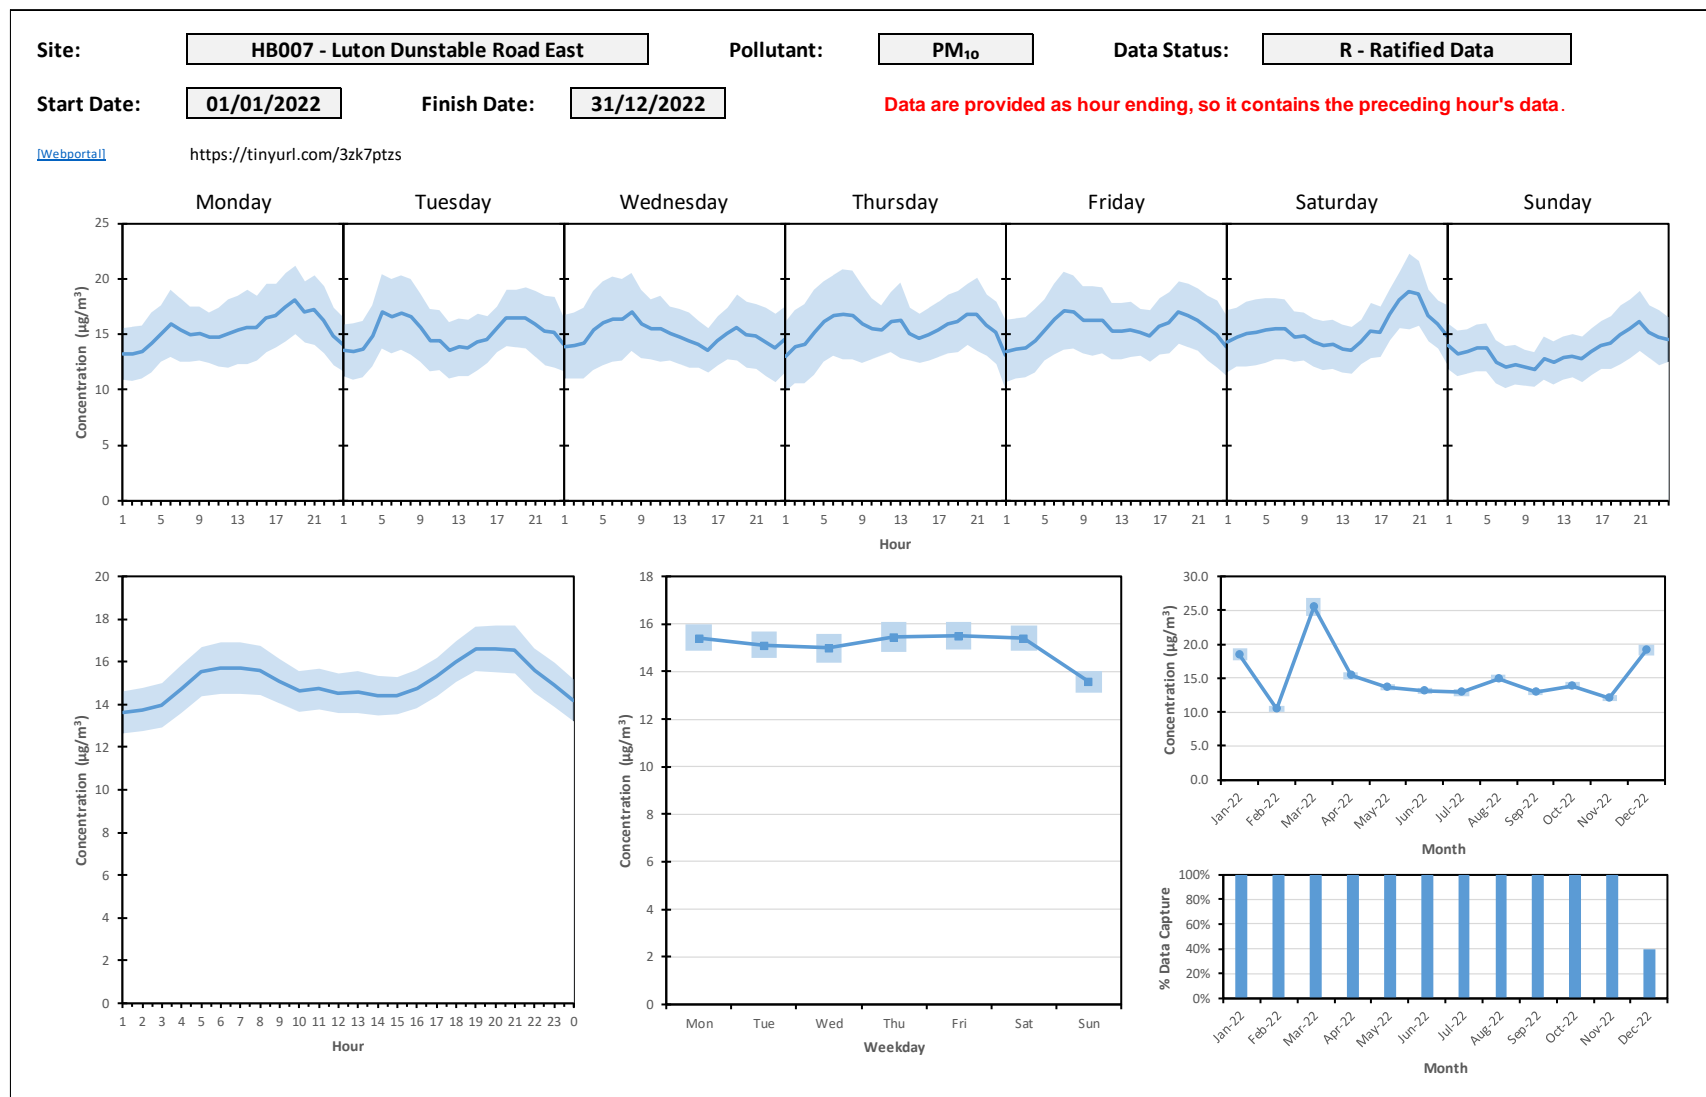 Site: HB007 - Luton Dunstable Road East Pollutant: PM₁₀ Data Status: R - Ratified Data
Start Date: 01/01/2022 Finish Date: 31/12/2022 Data are provided as hour ending, so it contains the preceding hour's data.
[Webportal] https://tinyurl.com/3zk7ptzs
Monday Tuesday Wednesday Thursday Friday Saturday Sunday
Concentration (µg/m³)
25
20
15
10
5
0
1 5 9 13 17 21 1 5 9 13 17 21 1 5 9 13 17 21 1 5 9 13 17 21 1 5 9 13 17 21 1 5 9 13 17 21 1 5 9 13 17 21
Hour
Concentration (µg/m³)
20
18
16
14
12
10
8
6
4
2
0
1 2 3 4 5 6 7 8 9 10 11 12 13 14 15 16 17 18 19 20 21 22 23 0
Hour
Concentration (µg/m³)
18
16
14
12
10
8
6
4
2
0
Mon Tue Wed Thu Fri Sat Sun
Weekday
Concentration (µg/m³)
30.0
25.0
20.0
15.0
10.0
5.0
0.0
Jan-22 Feb-22 Mar-22 Apr-22 May-22 Jun-22 Jul-22 Aug-22 Sep-22 Oct-22 Nov-22 Dec-22
Month
% Data Capture
100%
80%
60%
40%
20%
0%
Jan-22 Feb-22 Mar-22 Apr-22 May-22 Jun-22 Jul-22 Aug-22 Sep-22 Oct-22 Nov-22 Dec-22
Month